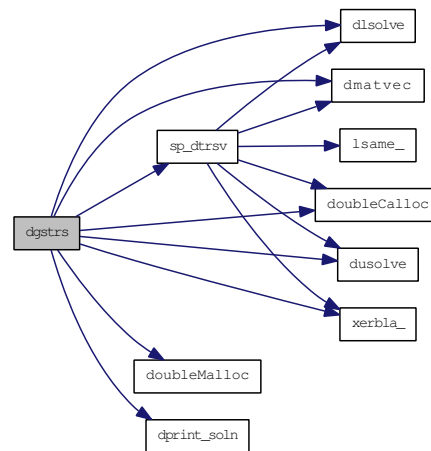 dlsolve
dmatvec
sp_dtrsv
lsame_
doubleCalloc
dgstrs
dusolve
xerbla_
doubleMalloc
dprint_soln